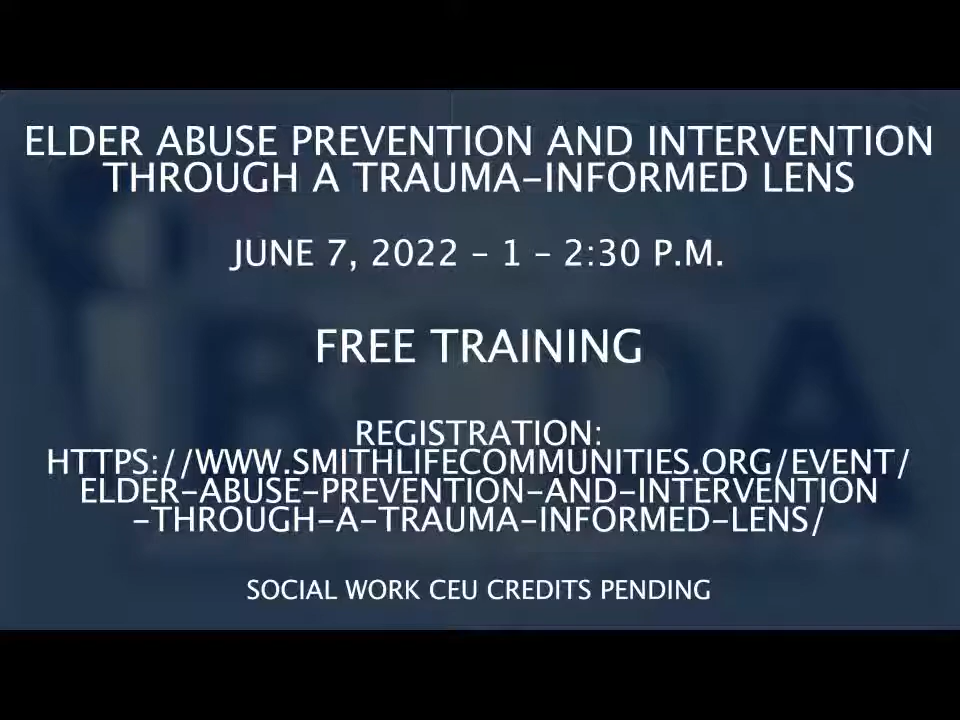 ELDER ABUSE PREVENTION AND INTERVENTION
THROUGH A TRAUMA-INFORMED LENS
JUNE 7, 2022 – 1 – 2:30 P.M.
FREE TRAINING
REGISTRATION:
HTTPS://WWW.SMITHLIFECOMMUNITIES.ORG/EVENT/
ELDER-ABUSE-PREVENTION-AND-INTERVENTION
-THROUGH-A-TRAUMA-INFORMED-LENS/
SOCIAL WORK CEU CREDITS PENDING